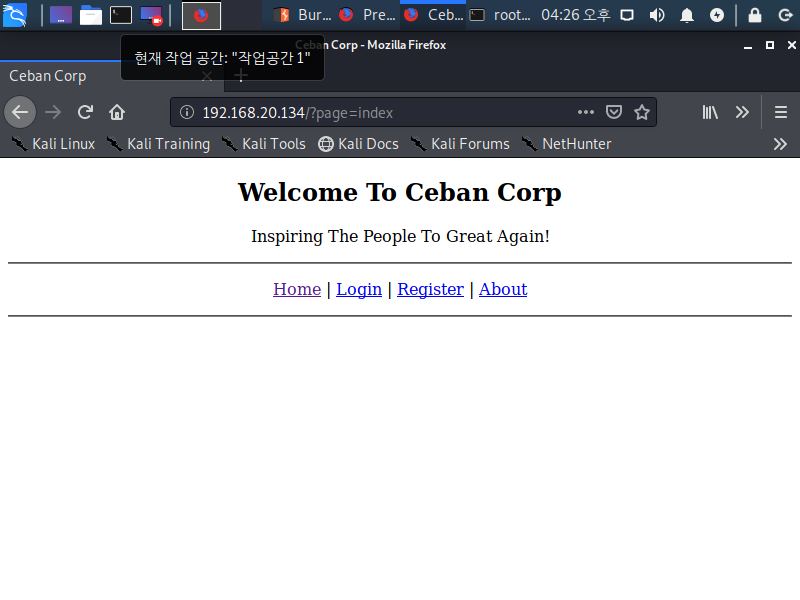 Bur... Pre... Ceb... root... 04:26 오후
Ceban Corp - Mozilla Firefox
현재 작업 공간: "작업공간 1"
Ceban Corp
192.168.20.134/?page=index
Kali Linux Kali Training Kali Tools Kali Docs Kali Forums NetHunter
Welcome To Ceban Corp
Inspiring The People To Great Again!
Home | Login | Register | About